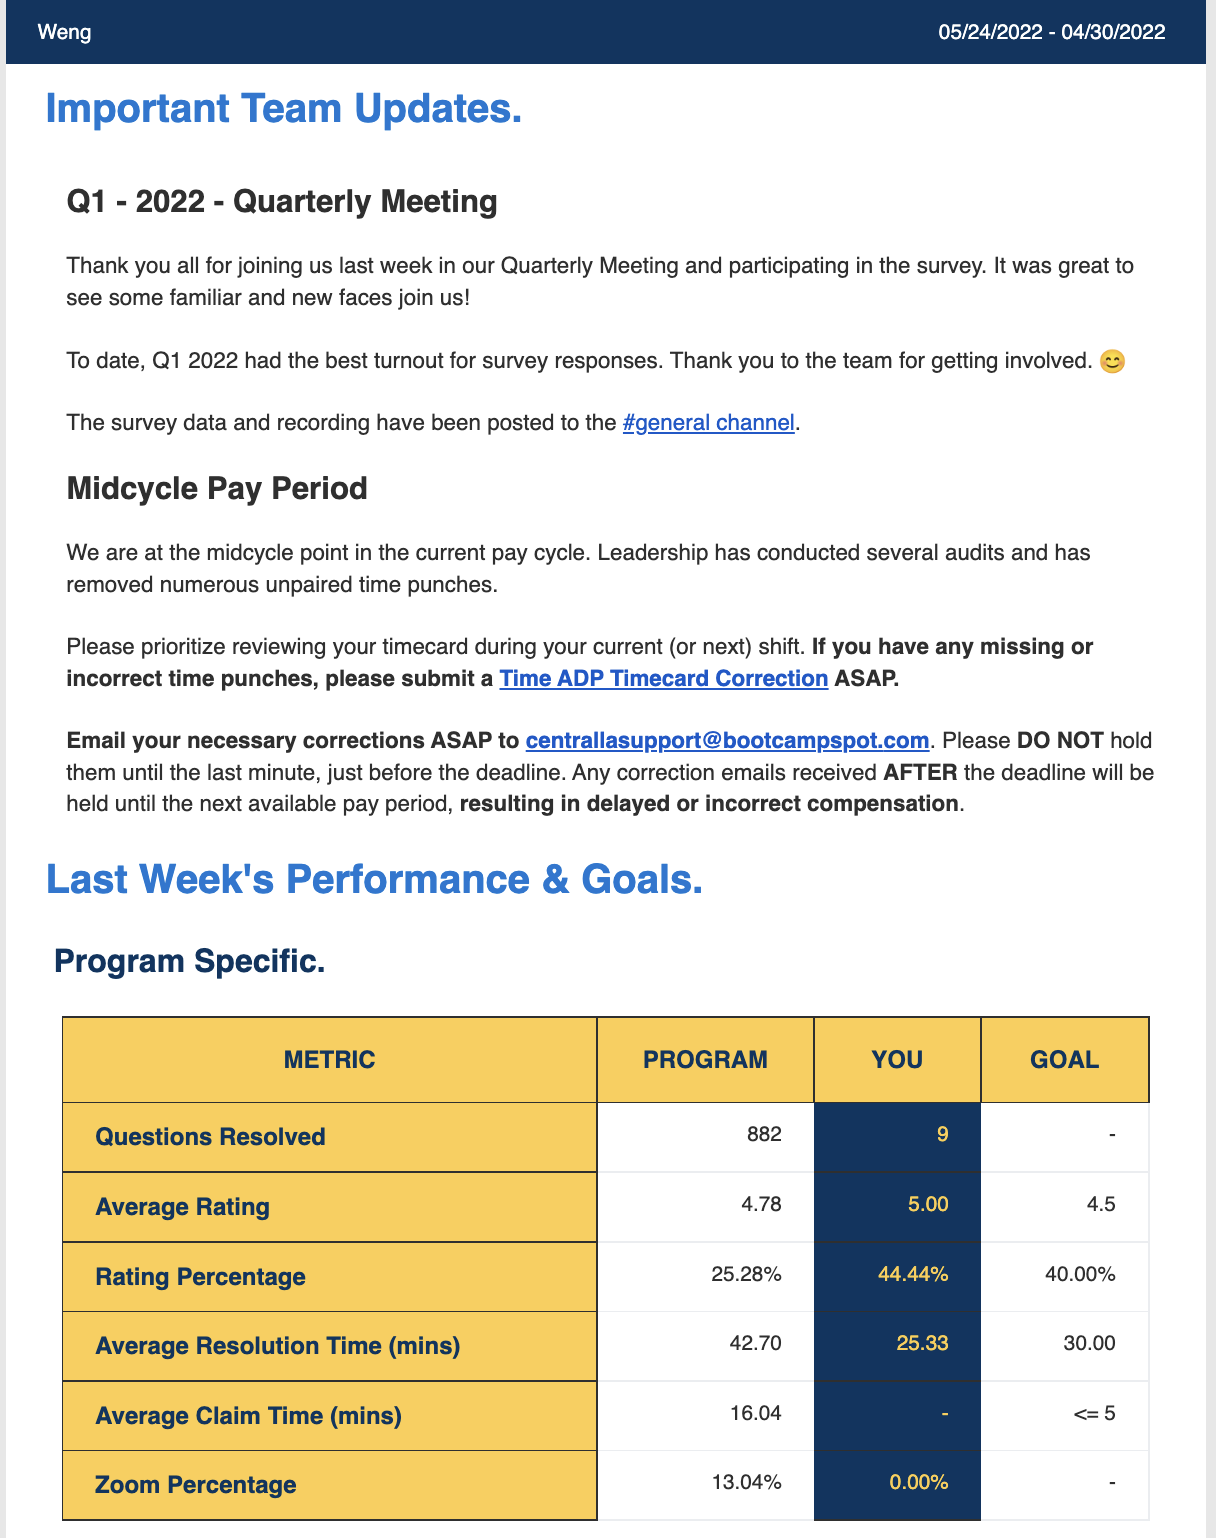 Weng 05/24/2022 - 04/30/2022
Important Team Updates.
Q1 - 2022 - Quarterly Meeting
Thank you all for joining us last week in our Quarterly Meeting and participating in the survey. It was great to
see some familiar and new faces join us!
To date, Q1 2022 had the best turnout for survey responses. Thank you to the team for getting involved. 😊
The survey data and recording have been posted to the #general channel.
Midcycle Pay Period
We are at the midcycle point in the current pay cycle. Leadership has conducted several audits and has
removed numerous unpaired time punches.
Please prioritize reviewing your timecard during your current (or next) shift. If you have any missing or
incorrect time punches, please submit a Time ADP Timecard Correction ASAP.
Email your necessary corrections ASAP to centrallasupport@bootcampspot.com. Please DO NOT hold
them until the last minute, just before the deadline. Any correction emails received AFTER the deadline will be
held until the next available pay period, resulting in delayed or incorrect compensation.
Last Week's Performance & Goals.
Program Specific.
METRIC PROGRAM YOU GOAL
Questions Resolved 882 9 -
Average Rating 4.78 5.00 4.5
Rating Percentage 25.28% 44.44% 40.00%
Average Resolution Time (mins) 42.70 25.33 30.00
Average Claim Time (mins) 16.04 - <= 5
Zoom Percentage 13.04% 0.00% -